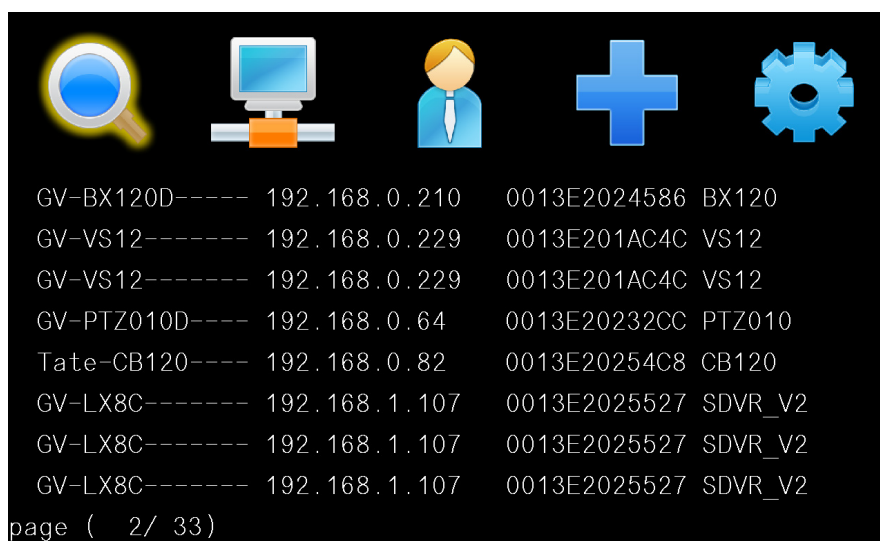 GV-BX120D----- 192.168.0.210 0013E2024586 BX120
GV-VS12------- 192.168.0.229 0013E201AC4C VS12
GV-VS12------- 192.168.0.229 0013E201AC4C VS12
GV-PTZ010D---- 192.168.0.64 0013E20232CC PTZ010
Tate-CB120---- 192.168.0.82 0013E20254C8 CB120
GV-LX8C------- 192.168.1.107 0013E2025527 SDVR_V2
GV-LX8C------- 192.168.1.107 0013E2025527 SDVR_V2
GV-LX8C------- 192.168.1.107 0013E2025527 SDVR_V2
page ( 2/ 33)